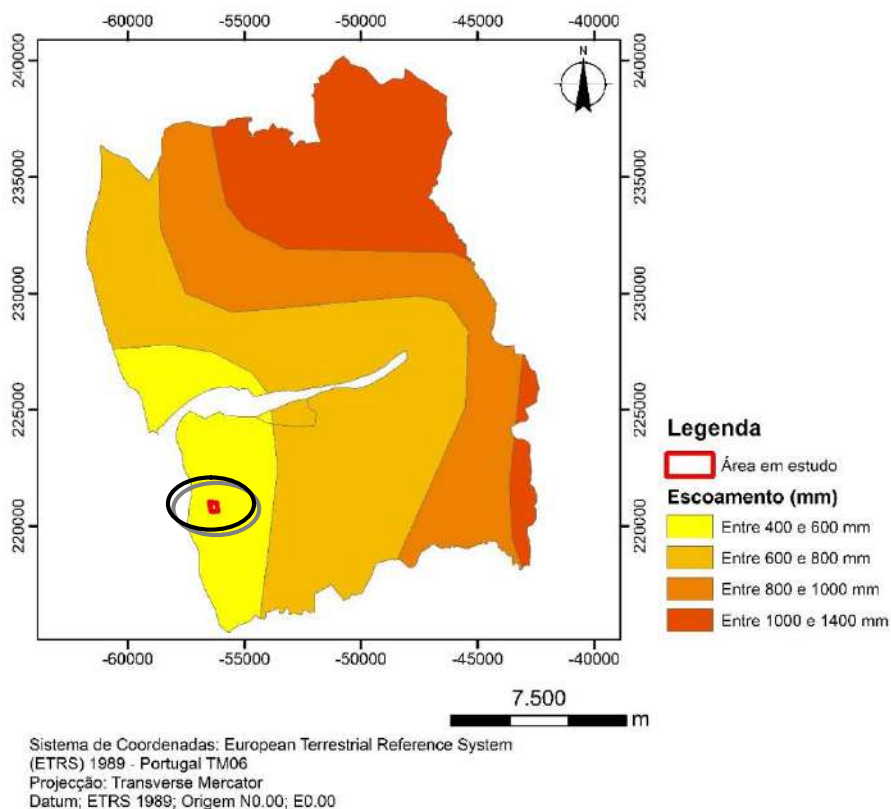 -60000 -55000 -50000 -45000 -40000
N
240000 240000
235000 235000
230000 230000
225000 225000
220000 220000
-60000 -55000 -50000 -45000 -40000
Legenda
Área em estudo
Escoamento (mm)
Entre 400 e 600 mm
Entre 600 e 800 mm
Entre 800 e 1000 mm
Entre 1000 e 1400 mm
7.500
m
Sistema de Coordenadas: European Terrestrial Reference System
(ETRS) 1989 - Portugal TM06
Projecção: Transverse Mercator
Datum; ETRS 1989; Origem N0.00; E0.00